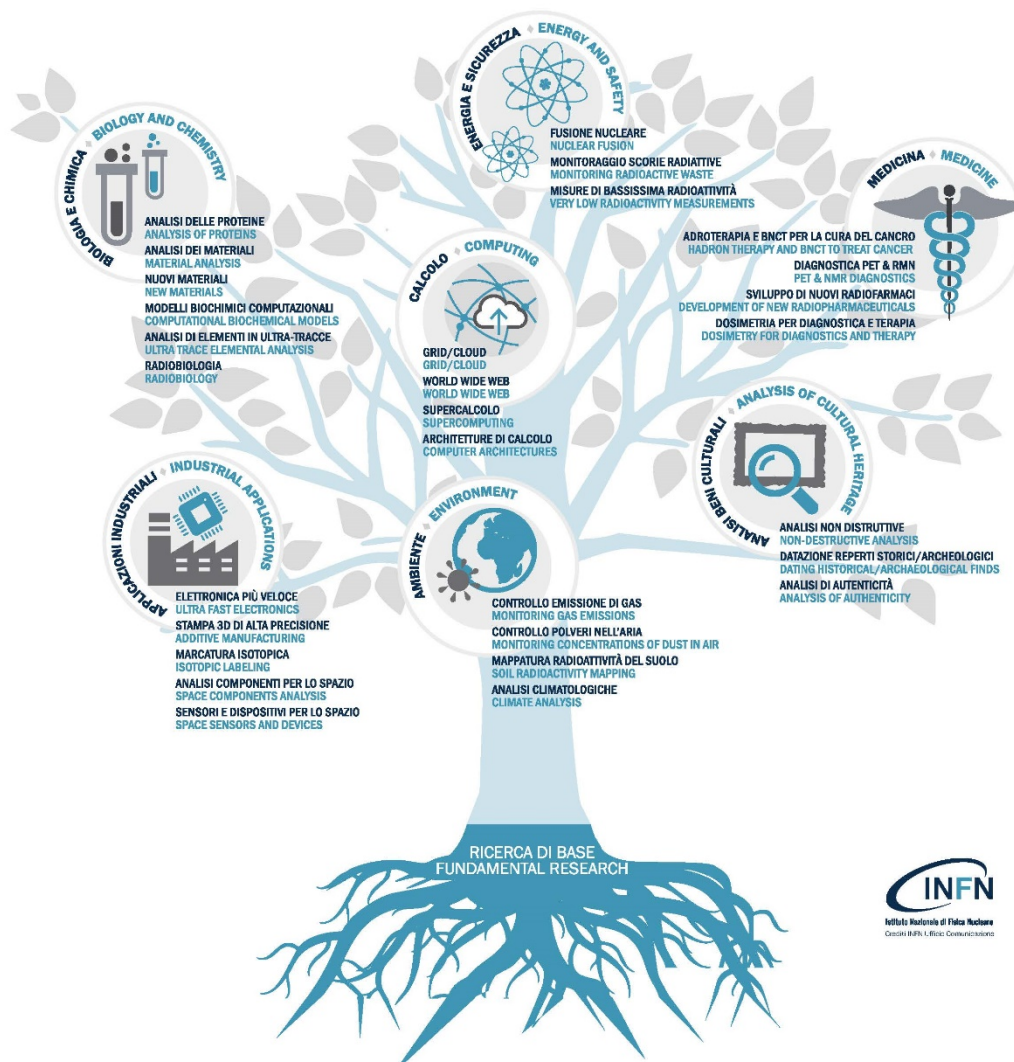 ENERGIA E SICUREZZA ♦ ENERGY AND SAFETY
FUSIONE NUCLEARE
NUCLEAR FUSION
MONITORAGGIO SCORIE RADIATTIVE
MONITORING RADIOACTIVE WASTE
MISURE DI BASSISSIMA RADIOATTIVITÀ
VERY LOW RADIOACTIVITY MEASUREMENTS
BIOLOGIA E CHIMICA ♦ BIOLOGY AND CHEMISTRY
ANALISI DELLE PROTEINE
ANALYSIS OF PROTEINS
ANALISI DEI MATERIALI
MATERIAL ANALYSIS
NUOVI MATERIALI
NEW MATERIALS
MODELLI BIOCHIMICI COMPUTAZIONALI
COMPUTATIONAL BIOCHEMICAL MODELS
ANALISI DI ELEMENTI IN ULTRA-TRACCE
ULTRA TRACE ELEMENTAL ANALYSIS
RADIOBIOLOGIA
RADIOBIOLOGY
MEDICINA ♦ MEDICINE
ADROTERAPIA E BNCT PER LA CURA DEL CANCRO
HADRON THERAPY AND BNCT TO TREAT CANCER
DIAGNOSTICA PET & RMN
PET & NMR DIAGNOSTICS
SVILUPPO DI NUOVI RADIOFARMACI
DEVELOPMENT OF NEW RADIOPHARMACEUTICALS
DOSIMETRIA PER DIAGNOSTICA E TERAPIA
DOSIMETRY FOR DIAGNOSTICS AND THERAPY
CALCOLO ♦ COMPUTING
GRID/CLOUD
GRID/CLOUD
WORLD WIDE WEB
WORLD WIDE WEB
SUPERCALCOLO
SUPERCOMPUTING
ARCHITETTURE DI CALCOLO
COMPUTER ARCHITECTURES
ANALISI BENI CULTURALI ♦ ANALYSIS OF CULTURAL HERITAGE
ANALISI NON DISTRUTTIVE
NON-DESTRUCTIVE ANALYSIS
DATAZIONE REPERTI STORICI/ARCHEOLOGICI
DATING HISTORICAL/ARCHAEOLOGICAL FINDS
ANALISI DI AUTENTICITÀ
ANALYSIS OF AUTHENTICITY
APPLICAZIONI INDUSTRIALI ♦ INDUSTRIAL APPLICATIONS
ELETTRONICA PIÙ VELOCE
ULTRA FAST ELECTRONICS
STAMPA 3D DI ALTA PRECISIONE
ADDITIVE MANUFACTURING
MARCATURA ISOTOPICA
ISOTOPIC LABELING
ANALISI COMPONENTI PER LO SPAZIO
SPACE COMPONENTS ANALYSIS
SENSORI E DISPOSITIVI PER LO SPAZIO
SPACE SENSORS AND DEVICES
AMBIENTE ♦ ENVIRONMENT
CONTROLLO EMISSIONE DI GAS
MONITORING GAS EMISSIONS
CONTROLLO POLVERI NELL'ARIA
MONITORING CONCENTRATIONS OF DUST IN AIR
MAPPATURA RADIOATTIVITÀ DEL SUOLO
SOIL RADIOACTIVITY MAPPING
ANALISI CLIMATOLOGICHE
CLIMATE ANALYSIS
RICERCA DI BASE
FUNDAMENTAL RESEARCH
INFN
Istituto Nazionale di Fisica Nucleare
Crediti INFN Ufficio Comunicazione